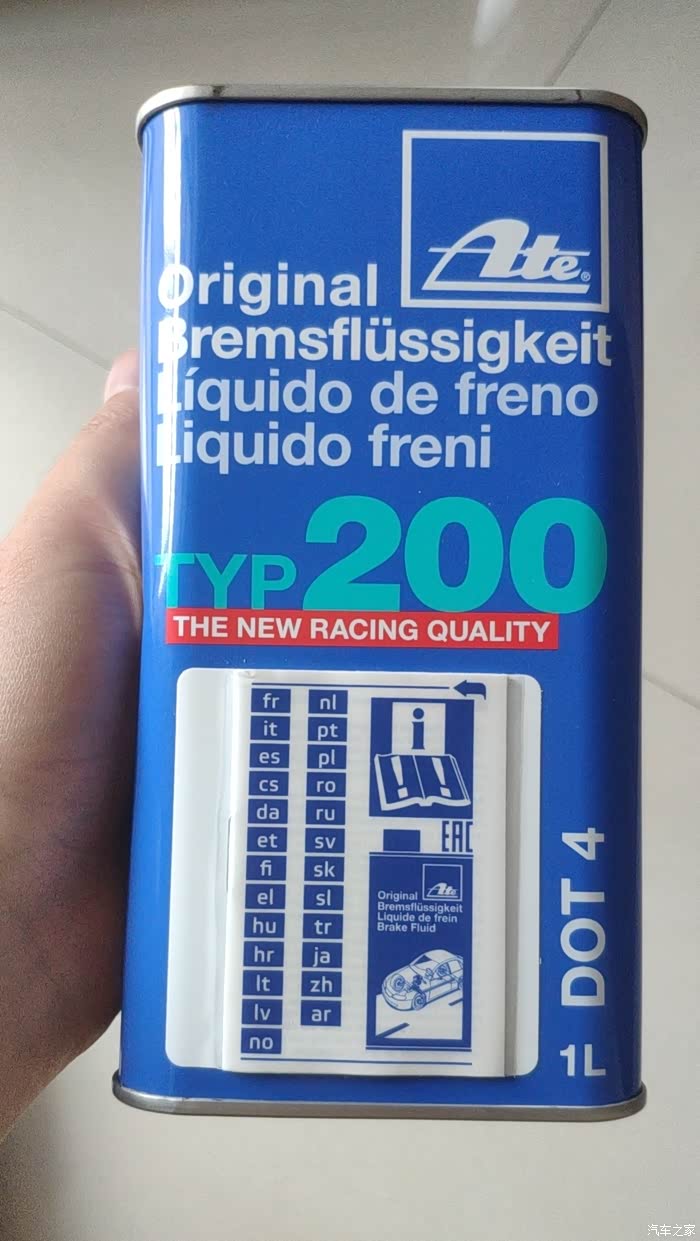 Ate®
Original
Bremsflüssigkeit
Líquido de freno
Liquido freni
TYP 200
THE NEW RACING QUALITY
fr nl
it pt
es pl
cs ro
da ru
et sv
fi sk
el sl
hu tr
hr ja
lt zh
lv ar
no
i
!!
EAC
Ate
Original
Bremsflüssigkeit
Liquide de frein
Brake Fluid
DOT 4
1L
汽车之家